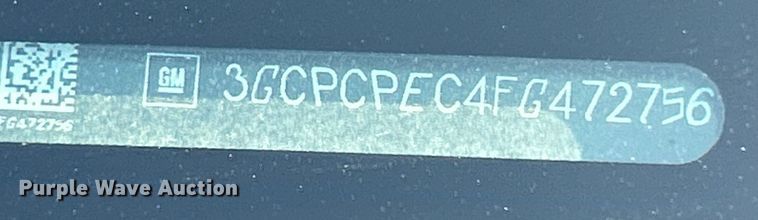 GM 3GCPCPEC4FG472756
FG472756
Purple Wave Auction